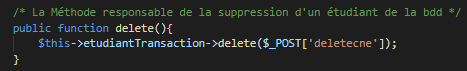 /* La Méthode responsable de la suppression d'un étudiant de la bdd */
public function delete(){
    $this->etudiantTransaction->delete($_POST['deletecne']);
}